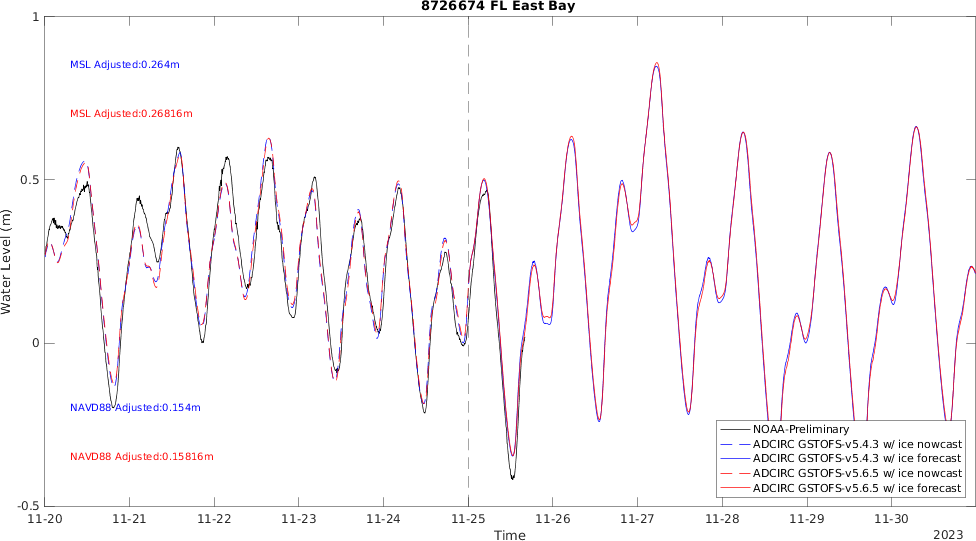 8726674 FL East Bay
1
MSL Adjusted:0.264m
MSL Adjusted:0.26816m
0.5
Water Level (m)
0
NAVD88 Adjusted:0.154m
NAVD88 Adjusted:0.15816m
NOAA-Preliminary
ADCIRC GSTOFS-v5.4.3 w/ ice nowcast
ADCIRC GSTOFS-v5.4.3 w/ ice forecast
ADCIRC GSTOFS-v5.6.5 w/ ice nowcast
ADCIRC GSTOFS-v5.6.5 w/ ice forecast
-0.5
11-20 11-21 11-22 11-23 11-24 11-25 11-26 11-27 11-28 11-29 11-30
Time
2023